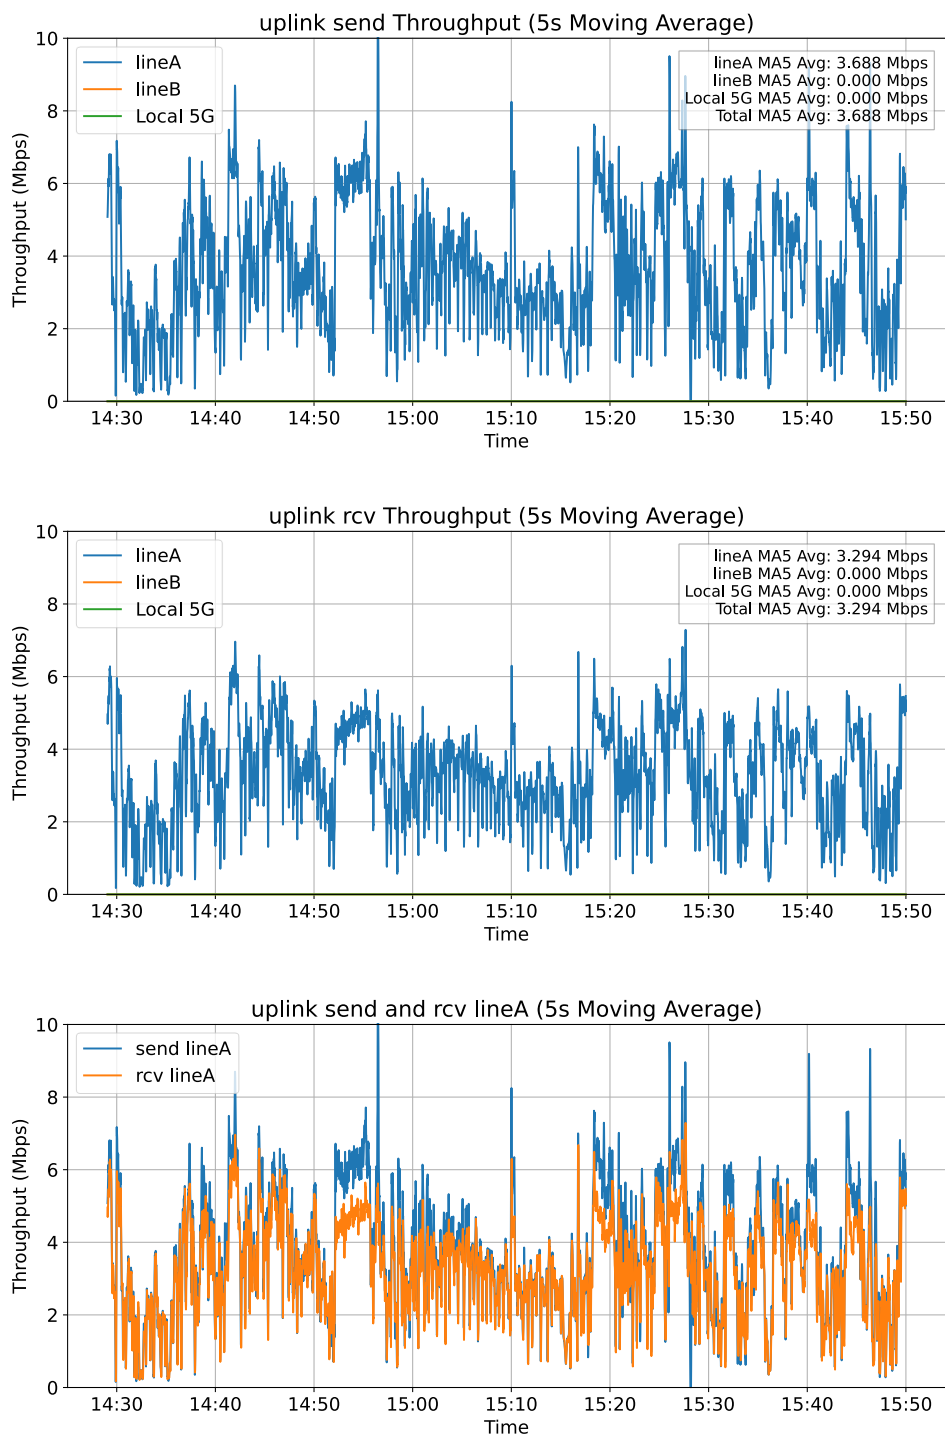 uplink send Throughput (5s Moving Average)
10
8
6
4
2
0
Throughput (Mbps)
lineA
lineB
Local 5G
lineA MA5 Avg: 3.688 Mbps
lineB MA5 Avg: 0.000 Mbps
Local 5G MA5 Avg: 0.000 Mbps
Total MA5 Avg: 3.688 Mbps
14:30 14:40 14:50 15:00 15:10 15:20 15:30 15:40 15:50
Time
uplink rcv Throughput (5s Moving Average)
10
8
6
4
2
0
Throughput (Mbps)
lineA
lineB
Local 5G
lineA MA5 Avg: 3.294 Mbps
lineB MA5 Avg: 0.000 Mbps
Local 5G MA5 Avg: 0.000 Mbps
Total MA5 Avg: 3.294 Mbps
14:30 14:40 14:50 15:00 15:10 15:20 15:30 15:40 15:50
Time
uplink send and rcv lineA (5s Moving Average)
10
8
6
4
2
0
Throughput (Mbps)
send lineA
rcv lineA
14:30 14:40 14:50 15:00 15:10 15:20 15:30 15:40 15:50
Time